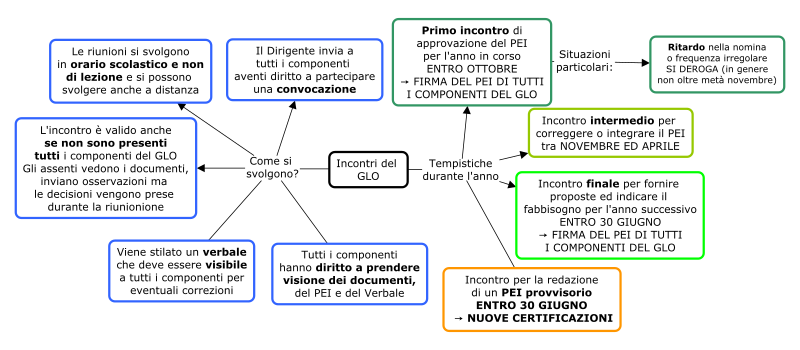 Le riunioni si svolgono
in orario scolastico e non
di lezione e si possono
svolgere anche a distanza
Il Dirigente invia a
tutti i componenti
aventi diritto a partecipare
una convocazione
Primo incontro di
approvazione del PEI
per l'anno in corso
ENTRO OTTOBRE
→ FIRMA DEL PEI DI TUTTI
I COMPONENTI DEL GLO
Situazioni
particolari:
Ritardo nella nomina
o frequenza irregolare
SI DEROGA (in genere
non oltre metà novembre)
L'incontro è valido anche
se non sono presenti
tutti i componenti del GLO
Gli assenti vedono i documenti,
inviano osservazioni ma
le decisioni vengono prese
durante la riunionione
Come si
svolgono?
Incontri del
GLO
Tempistiche
durante l'anno
Incontro intermedio per
correggere o integrare il PEI
tra NOVEMBRE ED APRILE
Incontro finale per fornire
proposte ed indicare il
fabbisogno per l'anno successivo
ENTRO 30 GIUGNO
→ FIRMA DEL PEI DI TUTTI
I COMPONENTI DEL GLO
Viene stilato un verbale
che deve essere visibile
a tutti i componenti per
eventuali correzioni
Tutti i componenti
hanno diritto a prendere
visione dei documenti,
del PEI e del Verbale
Incontro per la redazione
di un PEI provvisorio
ENTRO 30 GIUGNO
→ NUOVE CERTIFICAZIONI